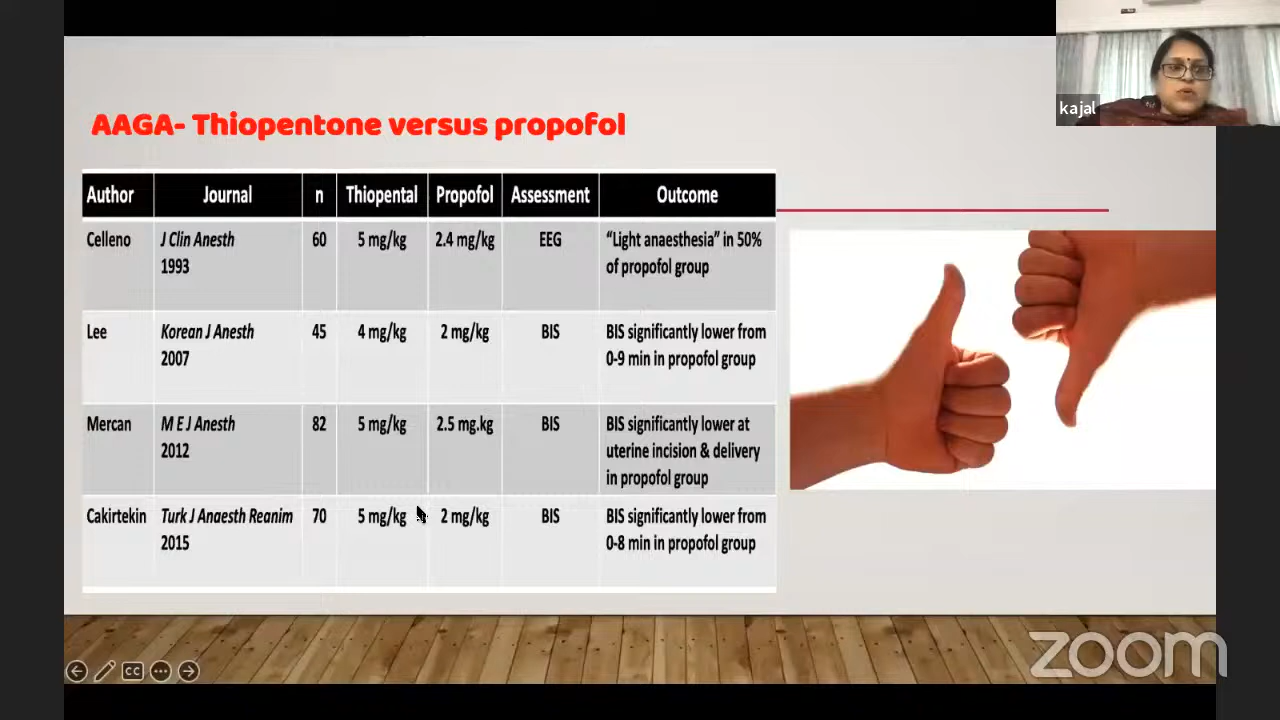 kajal
AAGA- Thiopentone versus propofol
Author Journal n Thiopental Propofol Assessment Outcome
Celleno J Clin Anesth 60 5 mg/kg 2.4 mg/kg EEG “Light anaesthesia” in 50%
1993 of propofol group
Lee Korean J Anesth 45 4 mg/kg 2 mg/kg BIS BIS significantly lower from
2007 0-9 min in propofol group
Mercan M E J Anesth 82 5 mg/kg 2.5 mg.kg BIS BIS significantly lower at
2012 uterine incision & delivery
in propofol group
Cakirtekin Turk J Anaesth Reanim 70 5 mg/kg 2 mg/kg BIS BIS significantly lower from
2015 0-8 min in propofol group
CC
zoom